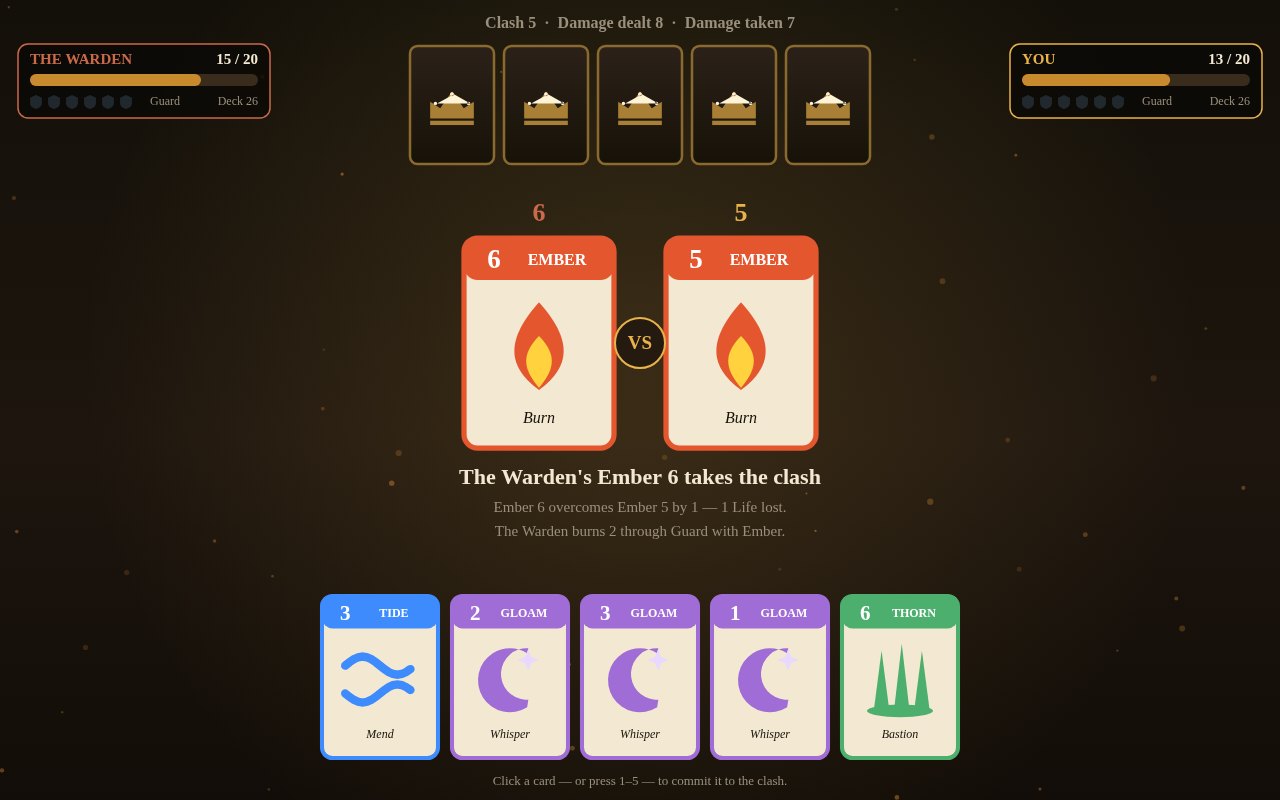 Clash 5 · Damage dealt 8 · Damage taken 7
THE WARDEN 15 / 20
Guard Deck 26
YOU 13 / 20
Guard Deck 26
6 5
6 EMBER
Burn
VS
5 EMBER
Burn
The Warden's Ember 6 takes the clash
Ember 6 overcomes Ember 5 by 1 — 1 Life lost.
The Warden burns 2 through Guard with Ember.
3 TIDE
Mend
2 GLOAM
Whisper
3 GLOAM
Whisper
1 GLOAM
Whisper
6 THORN
Bastion
Click a card — or press 1–5 — to commit it to the clash.